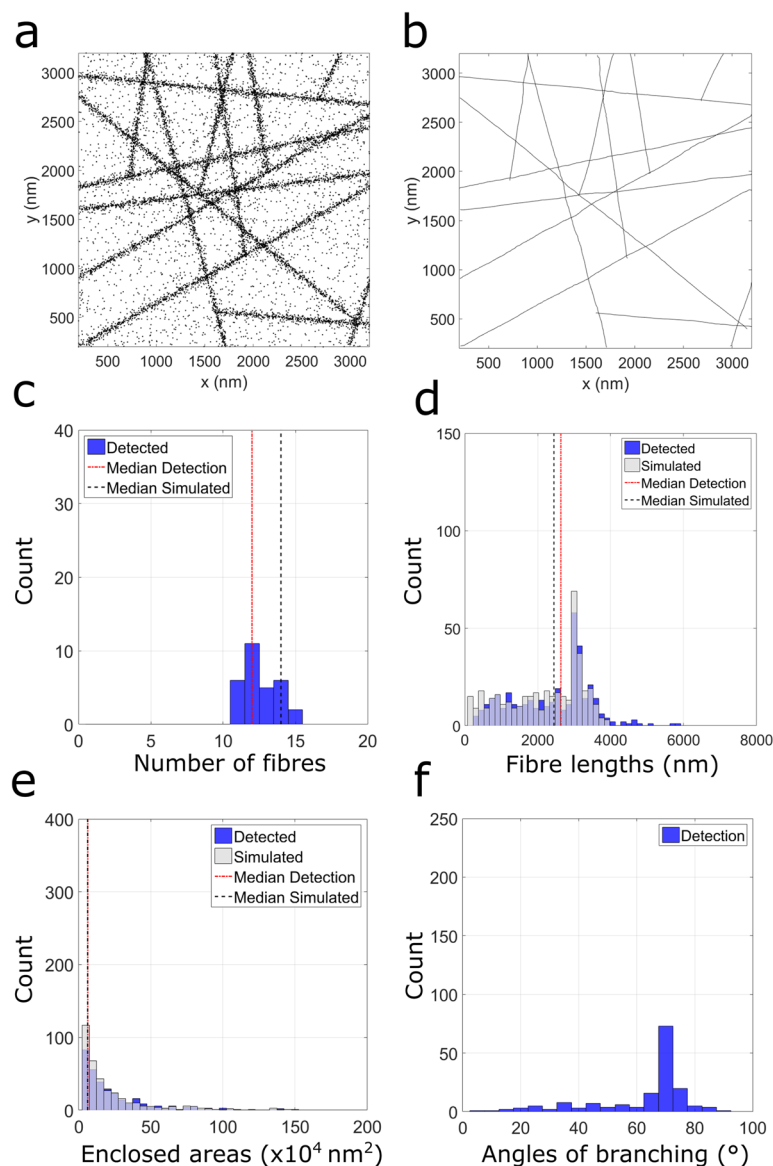 a
b
3000
2500
2000
1500
1000
500
y (nm)
500 1000 1500 2000 2500 3000
x (nm)
3000
2500
2000
1500
1000
500
y (nm)
500 1000 1500 2000 2500 3000
x (nm)
c
d
40
30
20
10
0
Count
Detected
Median Detection
Median Simulated
0 5 10 15 20
Number of fibres
150
100
50
0
Count
Detected
Simulated
Median Detection
Median Simulated
0 2000 4000 6000 8000
Fibre lengths (nm)
e
f
400
300
200
100
0
Count
Detected
Simulated
Median Detection
Median Simulated
0 50 100 150 200
Enclosed areas (x10⁴ nm²)
250
200
150
100
50
0
Count
Detection
0 20 40 60 80 100
Angles of branching (°)